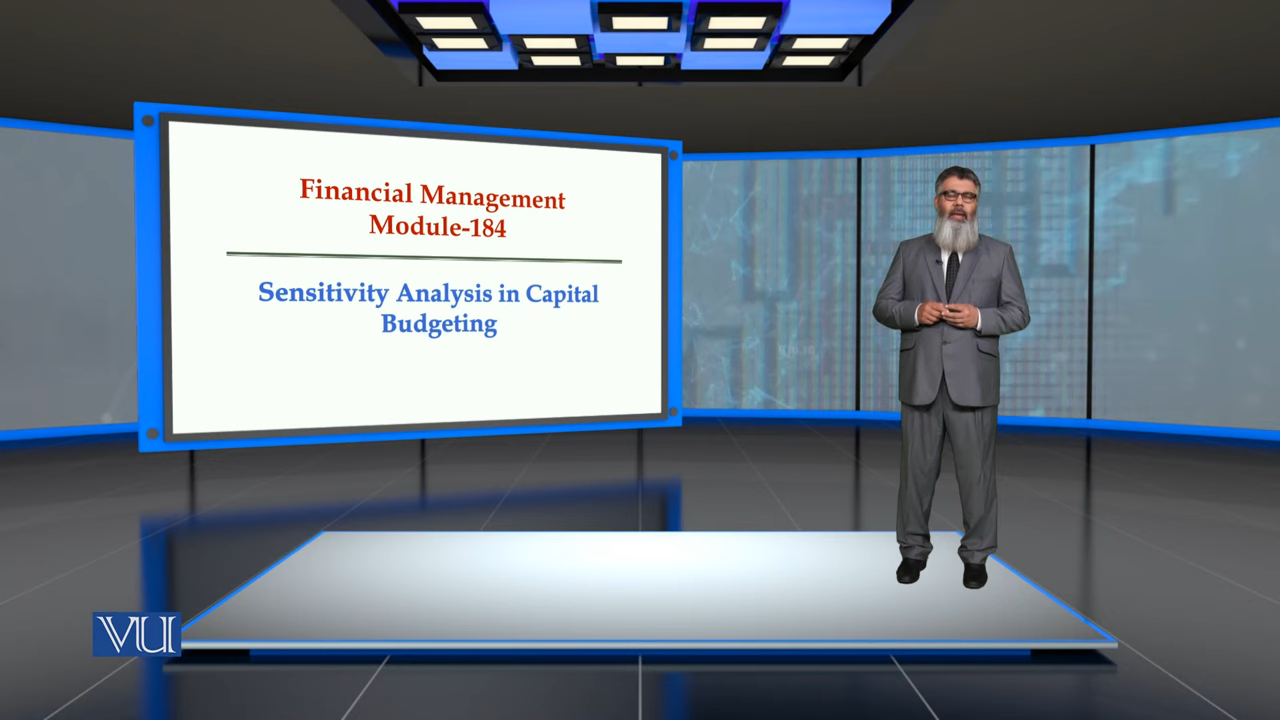 Financial Management
Module-184
Sensitivity Analysis in Capital
Budgeting
VU